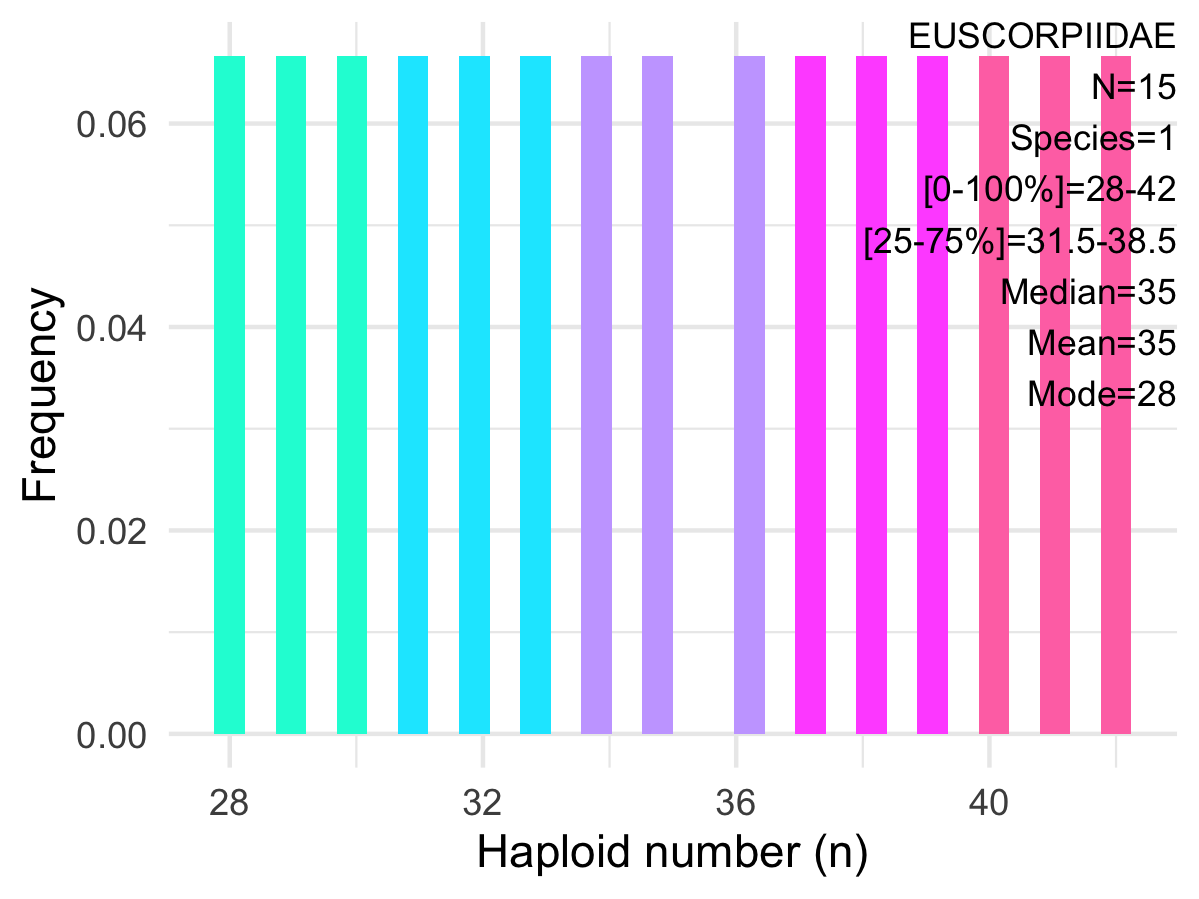 EUSCORPIIDAE
N=15
Species=1
[0-100%]=28-42
[25-75%]=31.5-38.5
Median=35
Mean=35
Mode=28
Frequency
0.06
0.04
0.02
0.00
28 32 36 40
Haploid number (n)